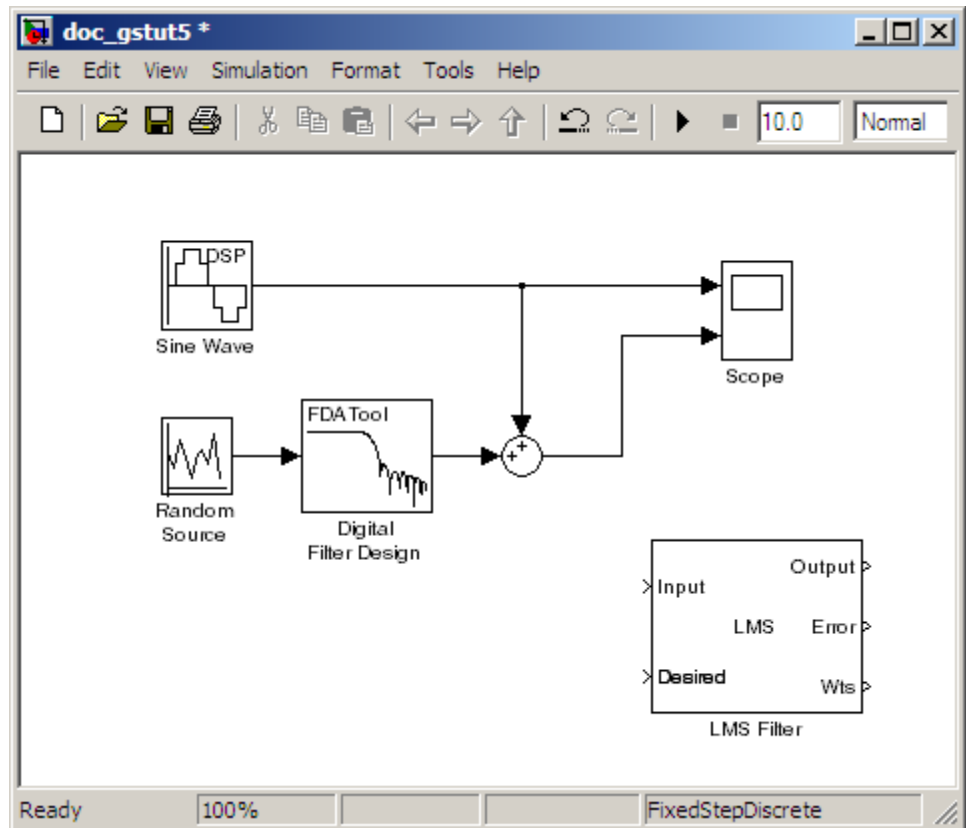 doc_gstut5 *
File Edit View Simulation Format Tools Help
10.0 Normal
DSP
Sine Wave
Scope
FDATool
Random
Source
Digital
Filter Design
Input
Output
LMS
Error
Desired
Wts
LMS Filter
Ready 100% FixedStepDiscrete